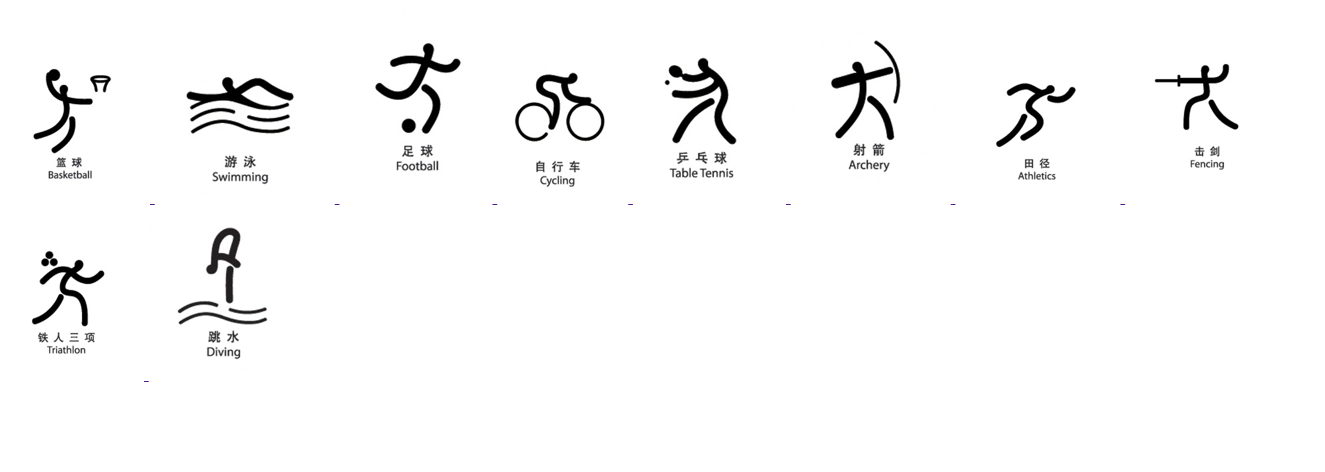 篮球
Basketball
游泳
Swimming
足球
Football
自行车
Cycling
乒乓球
Table Tennis
射箭
Archery
田径
Athletics
击剑
Fencing
铁人三项
Triathlon
跳水
Diving